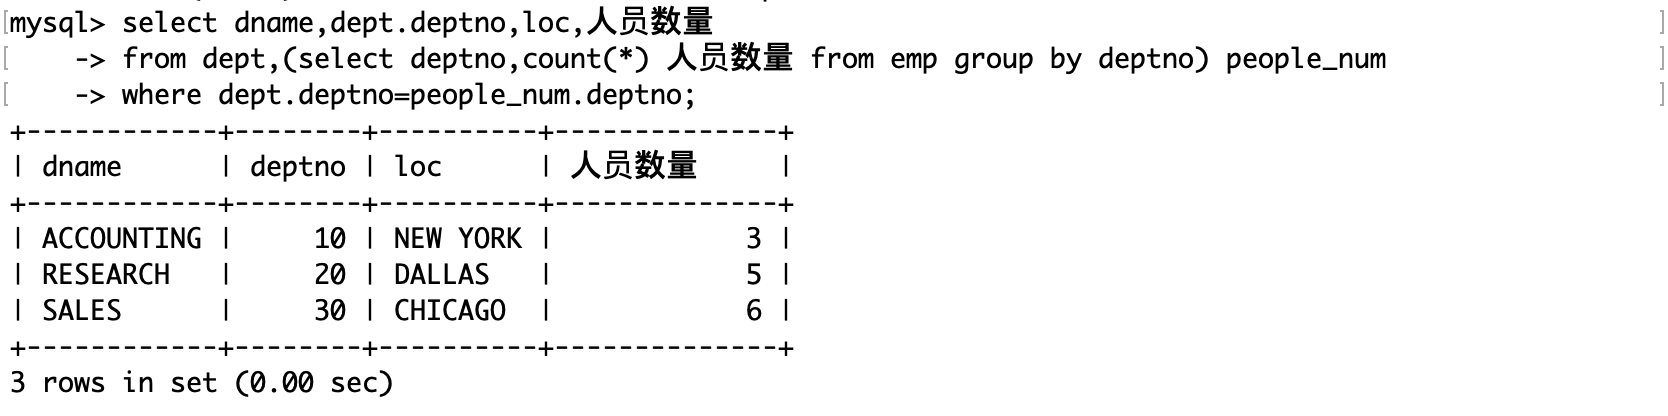 mysql> select dname,dept.deptno,loc,人员数量
    -> from dept,(select deptno,count(*) 人员数量 from emp group by deptno) people_num
    -> where dept.deptno=people_num.deptno;
+------------+--------+----------+--------------+
| dname      | deptno | loc      | 人员数量     |
+------------+--------+----------+--------------+
| ACCOUNTING |     10 | NEW YORK |            3 |
| RESEARCH   |     20 | DALLAS   |            5 |
| SALES      |     30 | CHICAGO  |            6 |
+------------+--------+----------+--------------+
3 rows in set (0.00 sec)